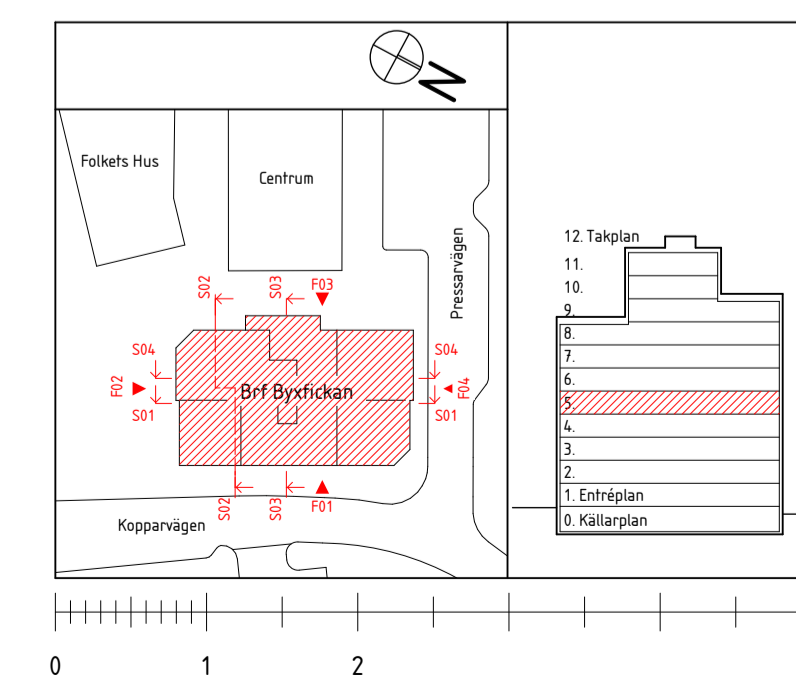 N
Folkets Hus
Centrum
Pressarvägen
S02
S03
F03
S04
S04
F02
Brf Byxfickan
F04
S01
S01
S02
S03
F01
Kopparvägen
12. Takplan
11.
10.
9.
8.
7.
6.
5.
4.
3.
2.
1. Entréplan
0. Källarplan
0 1 2